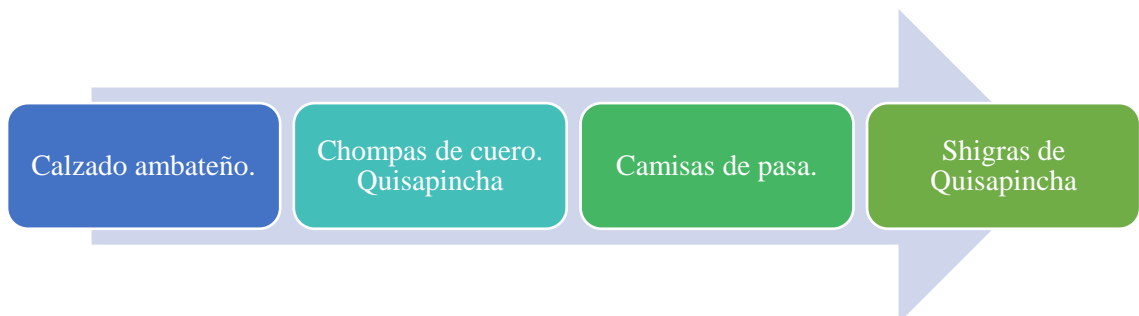 Calzado ambateño.
Chompas de cuero.
Quisapincha
Camisas de pasa.
Shigras de
Quisapincha